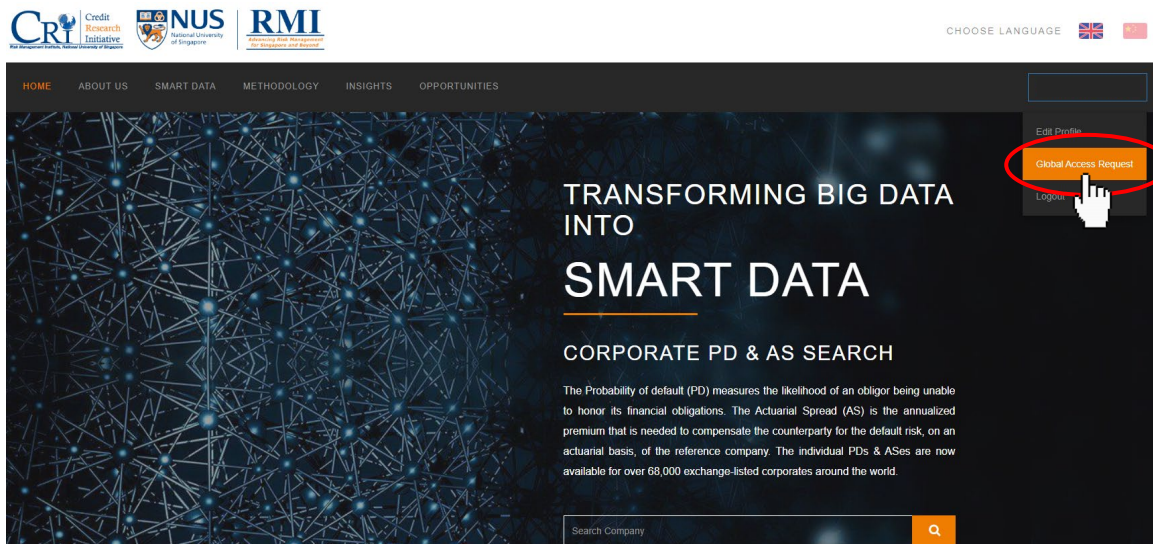 CRI
Credit
Research
Initiative
Risk Management Institute, National University of Singapore
NUS
National University
of Singapore
RMI
Advancing Risk Management
for Singapore and Beyond
CHOOSE LANGUAGE
HOME ABOUT US SMART DATA METHODOLOGY INSIGHTS OPPORTUNITIES
Edit Profile
Global Access Request
Logout
TRANSFORMING BIG DATA
INTO
SMART DATA
CORPORATE PD & AS SEARCH
The Probability of default (PD) measures the likelihood of an obligor being unable
to honor its financial obligations. The Actuarial Spread (AS) is the annualized
premium that is needed to compensate the counterparty for the default risk, on an
actuarial basis, of the reference company. The individual PDs & ASes are now
available for over 68,000 exchange-listed corporates around the world.
Search Company